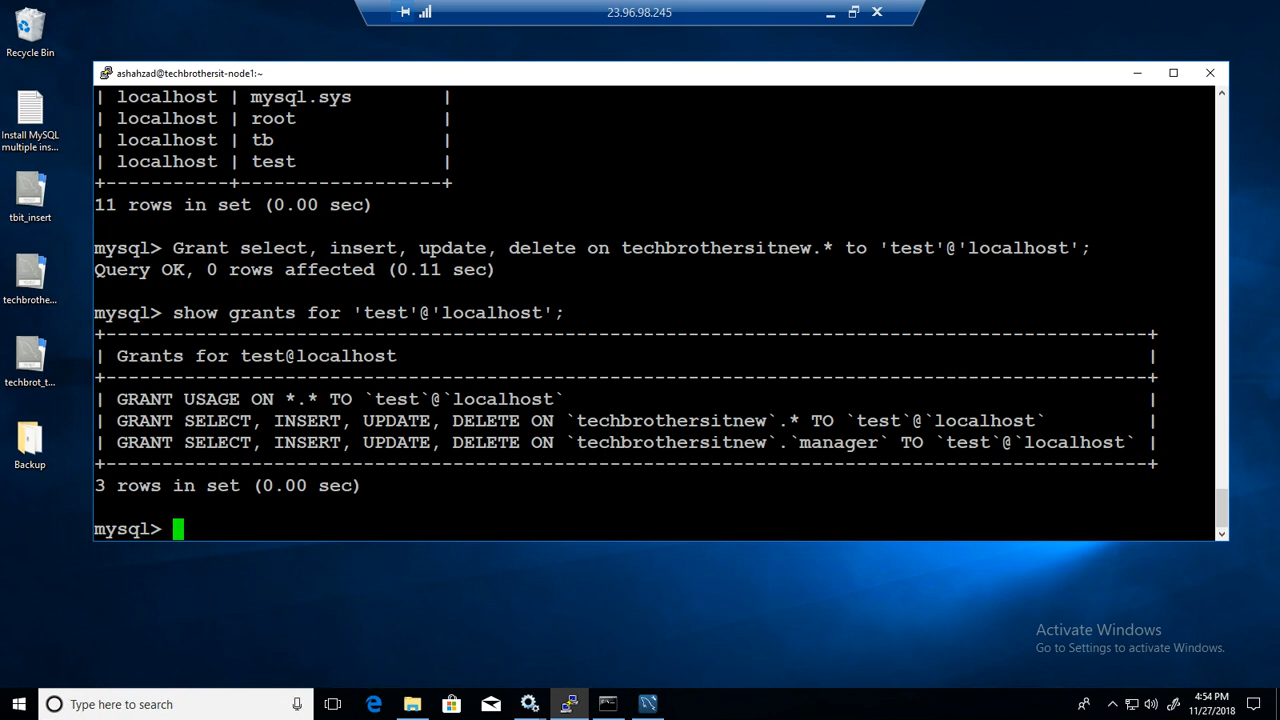 23.96.98.245
Recycle Bin
Install MySQL
multiple ins...
tbit_insert
techbrothe...
techbrot_t...
Backup
ashahzad@techbrothersit-node1:~
| localhost | mysql.sys |
| localhost | root |
| localhost | tb |
| localhost | test |
+-----------+------------------+
11 rows in set (0.00 sec)
mysql> Grant select, insert, update, delete on techbrothersitnew.* to 'test'@'localhost';
Query OK, 0 rows affected (0.11 sec)
mysql> show grants for 'test'@'localhost';
+---------------------------------------------------------------------------------------------+
| Grants for test@localhost |
+---------------------------------------------------------------------------------------------+
| GRANT USAGE ON *.* TO `test`@`localhost` |
| GRANT SELECT, INSERT, UPDATE, DELETE ON `techbrothersitnew`.* TO `test`@`localhost` |
| GRANT SELECT, INSERT, UPDATE, DELETE ON `techbrothersitnew`.`manager` TO `test`@`localhost` |
+---------------------------------------------------------------------------------------------+
3 rows in set (0.00 sec)
mysql>
Activate Windows
Go to Settings to activate Windows.
Type here to search
4:54 PM
11/27/2018